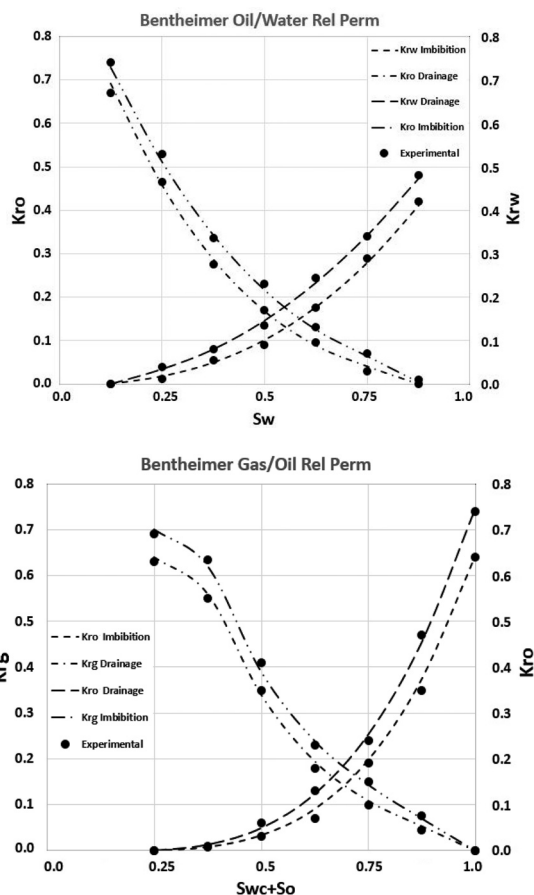 Bentheimer Oil/Water Rel Perm
0.8 0.8
Krw Imbibition
0.7 0.7
Kro Drainage
Krw Drainage
0.6 0.6
Kro Imbibition
0.5 Experimental 0.5
Kro 0.4 0.4 Krw
0.3 0.3
0.2 0.2
0.1 0.1
0.0 0.0
0.0 0.25 0.5 0.75 1.0
Sw
Bentheimer Gas/Oil Rel Perm
0.8 0.8
0.7 0.7
0.6 0.6
0.5 0.5
Kro Imbibition
Krg 0.4 Krg Drainage 0.4 Kro
Kro Drainage
0.3 Krg Imbibition 0.3
Experimental
0.2 0.2
0.1 0.1
0.0 0.0
0.0 0.25 0.5 0.75 1.0
Swc+So